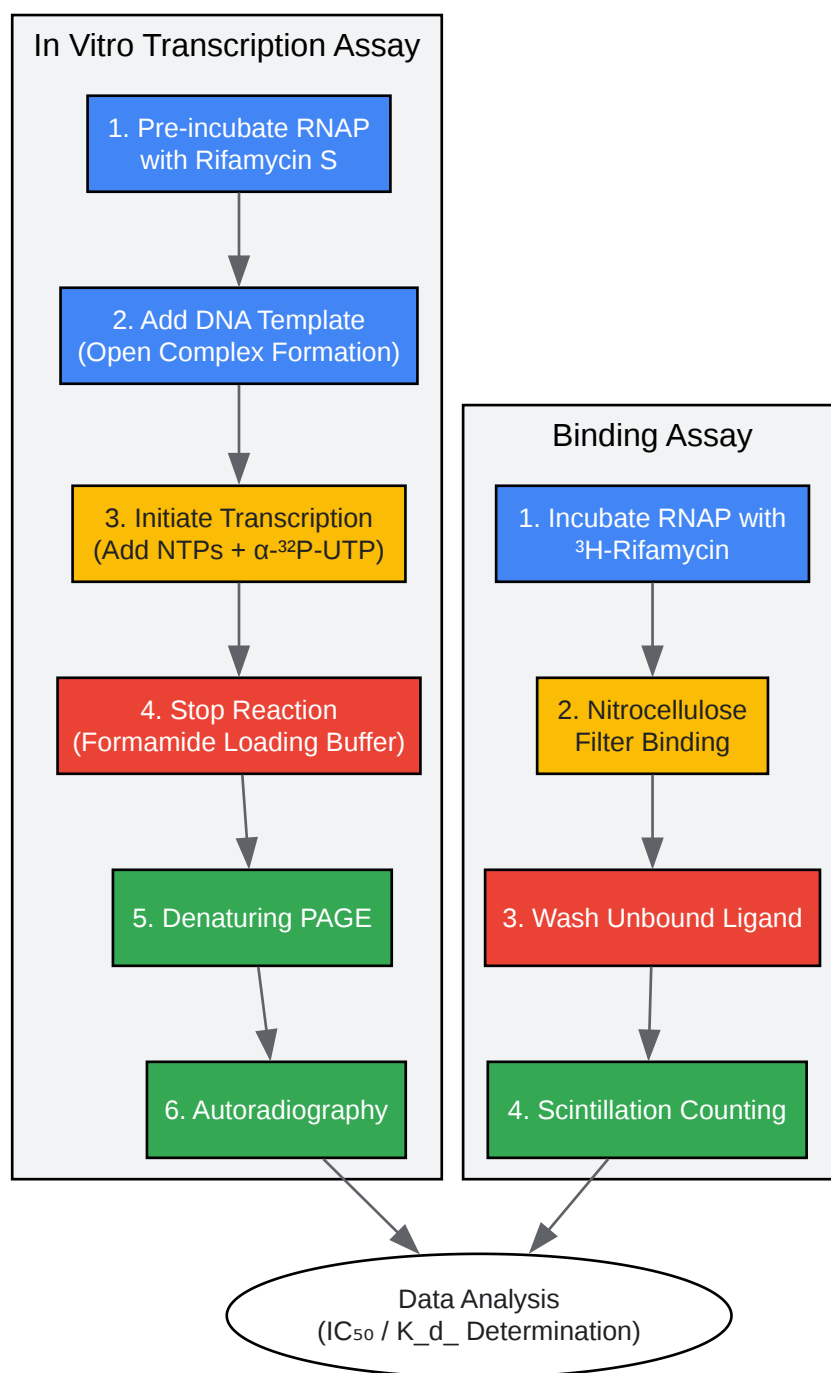 In Vitro Transcription Assay
1. Pre-incubate RNAP
with Rifamycin S
2. Add DNA Template
(Open Complex Formation)
3. Initiate Transcription
(Add NTPs + α-³²P-UTP)
4. Stop Reaction
(Formamide Loading Buffer)
5. Denaturing PAGE
6. Autoradiography
Binding Assay
1. Incubate RNAP with
³H-Rifamycin
2. Nitrocellulose
Filter Binding
3. Wash Unbound Ligand
4. Scintillation Counting
Data Analysis
(IC₅₀ / K_d_ Determination)